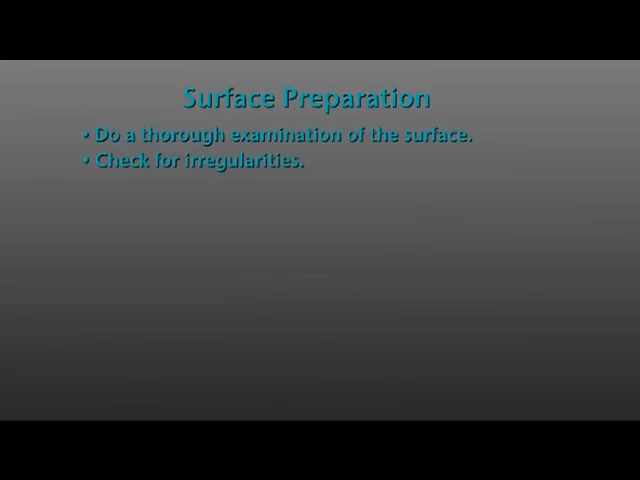 Surface Preparation
• Do a thorough examination of the surface.
• Check for irregularities.